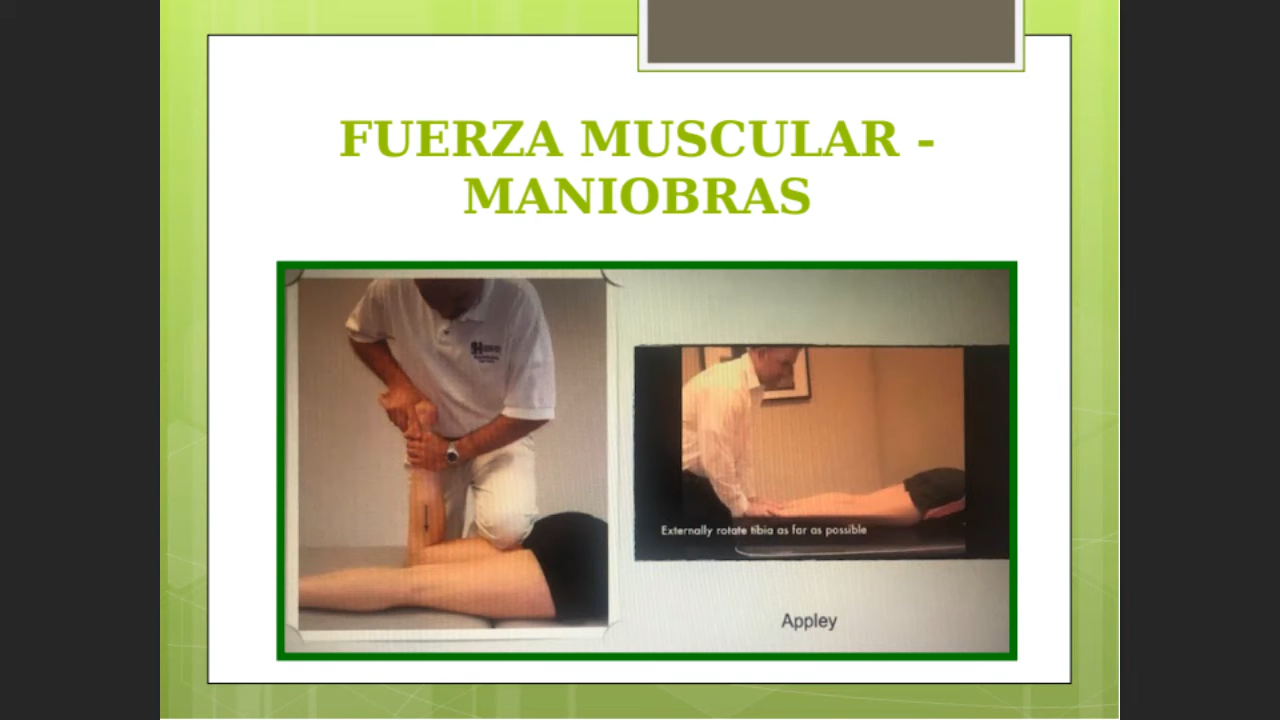 FUERZA MUSCULAR -
MANIOBRAS
Externally rotate tibia as far as possible
Appley